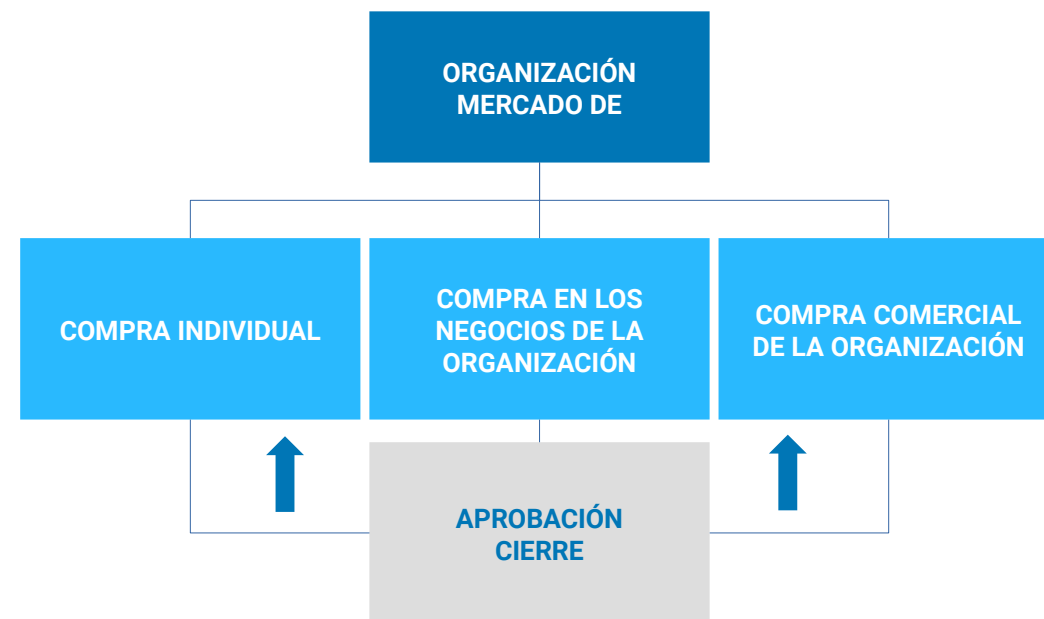 ORGANIZACIÓN
MERCADO DE
COMPRA INDIVIDUAL
COMPRA EN LOS
NEGOCIOS DE LA
ORGANIZACIÓN
COMPRA COMERCIAL
DE LA ORGANIZACIÓN
APROBACIÓN
CIERRE